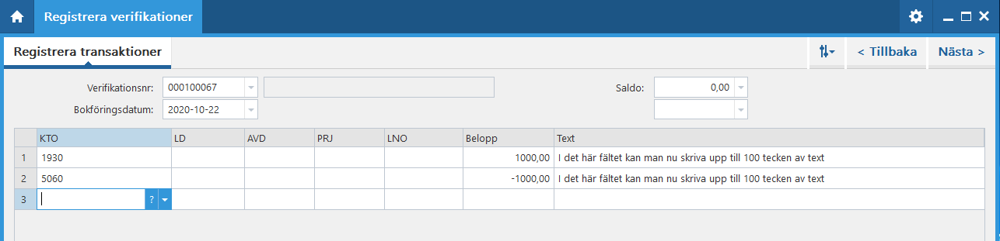 Registrera verifikationer
Registrera transaktioner
< Tillbaka
Nästa >
Verifikationsnr: 000100067
Saldo: 0,00
Bokföringsdatum: 2020-10-22
KTO LD AVD PRJ LNO Belopp Text
1 1930 1000,00 I det här fältet kan man nu skriva upp till 100 tecken av text
2 5060 -1000,00 I det här fältet kan man nu skriva upp till 100 tecken av text
3 ?